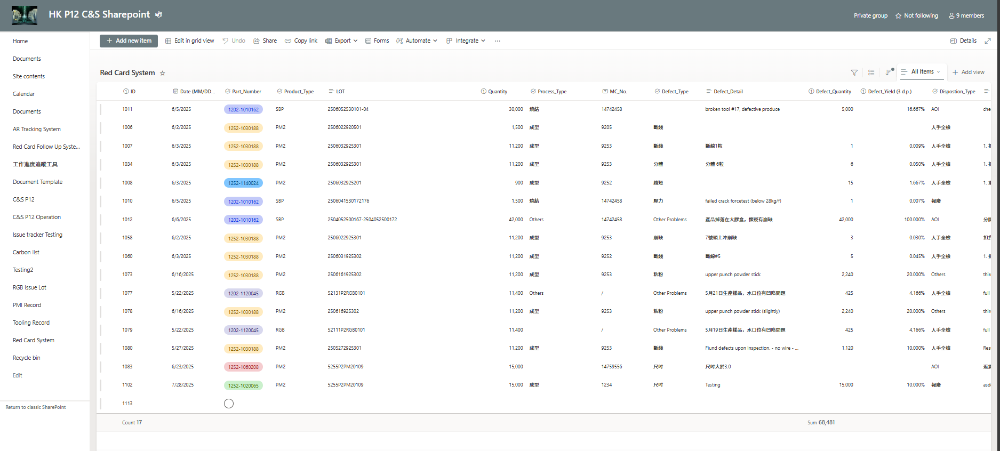 HK P12 C&S Sharepoint
Private group Not following 9 members
Home
Documents
Site contents
Calendar
Documents
AR Tracking System
Red Card Follow Up Syste...
工作進度追蹤工具
Document Template
C&S P12
C&S P12 Operation
Issue tracker Testing
Carbon list
Testing2
RGB Issue Lot
PMI Record
Tooling Record
Red Card System
Recycle bin
Edit
Return to classic SharePoint
Add new item Edit in grid view Undo Share Copy link Export Forms Automate Integrate ... Details
Red Card System
All Items Add view
ID Date (MM/DD... Part_Number Product_Type LOT Quantity Process_Type MC_No. Defect_Type Defect_Detail Defect_Quantity Defect_Yield (3 d.p.) Dispostion_Type
1011 6/5/2025 1202-1010162 SBP 2506052530101-04 30,000 燒結 14742458 broken tool #17, defective produce 5,000 16.667% AOI che
1006 6/2/2025 1252-1030188 PM2 2506022920501 1,500 成型 9205 斷綫 人手全檢
1007 6/3/2025 1252-1030188 PM2 2506032925301 11,200 成型 9253 斷綫 斷線1粒 1 0.009% 人手全檢 1.
1034 6/3/2025 1252-1030188 PM2 2506032925301 11,200 成型 9253 分體 分體 6粒 6 0.050% 人手全檢 1.
1008 6/3/2025 1252-1140024 PM2 2506032925201 900 成型 9252 綫短 15 1.667% 人手全檢 1.
1010 6/5/2025 1202-1010162 SBP 2506041530172176 1,500 燒結 14742458 壓力 failed crack forcetest (below 28kg/f) 1 0.007% 報廢
1012 6/6/2025 1202-1010162 SBP 2504052500167-2504052500172 42,000 Others 14742458 Other Problems 產品掉落在大膠盒，懷疑有崩缺 42,000 100.000% AOI 分開
1058 6/2/2025 1252-1030188 PM2 2506022925301 11,200 成型 9253 崩缺 7號頭上冲崩缺 3 0.030% 人手全檢
1060 6/3/2025 1252-1030188 PM2 2506031925302 11,200 成型 9252 斷綫 斷線#5 5 0.045% 人手全檢 1.
1073 6/16/2025 1252-1030188 PM2 2506161925302 11,200 成型 9253 粘粉 upper punch powder stick 2,240 20.000% Others thir
1077 5/22/2025 1202-1120045 RGB 52131P2RGB0101 11,400 Others / Other Problems 5月21日生產樣品，水口位有凹陷問題 425 4.166% 人手全檢 full
1078 6/16/2025 1252-1030188 PM2 250616925302 11,200 成型 9253 粘粉 upper punch powder stick (slightly) 2,240 20.000% Others thir
1079 5/22/2025 1202-1120045 RGB 52111P2RGB0101 11,400 / Other Problems 5月19日生產樣品，水口位有凹陷問題 425 4.166% 人手全檢 full
1080 5/27/2025 1252-1030188 PM2 2505272925301 11,200 成型 9253 斷綫 Fiund defects upon inspection. - no wire - ... 1,120 10.000% 人手全檢 Res
1083 6/23/2025 1252-1060208 PM2 5255P2PM20109 15,000 14759556 尺吋 尺吋大於3.0 AOI
1102 7/28/2025 1252-1020065 PM2 5255P2PM20109 15,000 成型 1234 尺吋 Testing 15,000 10.000% 報廢 asd
1113
Count 17 Sum 68,481